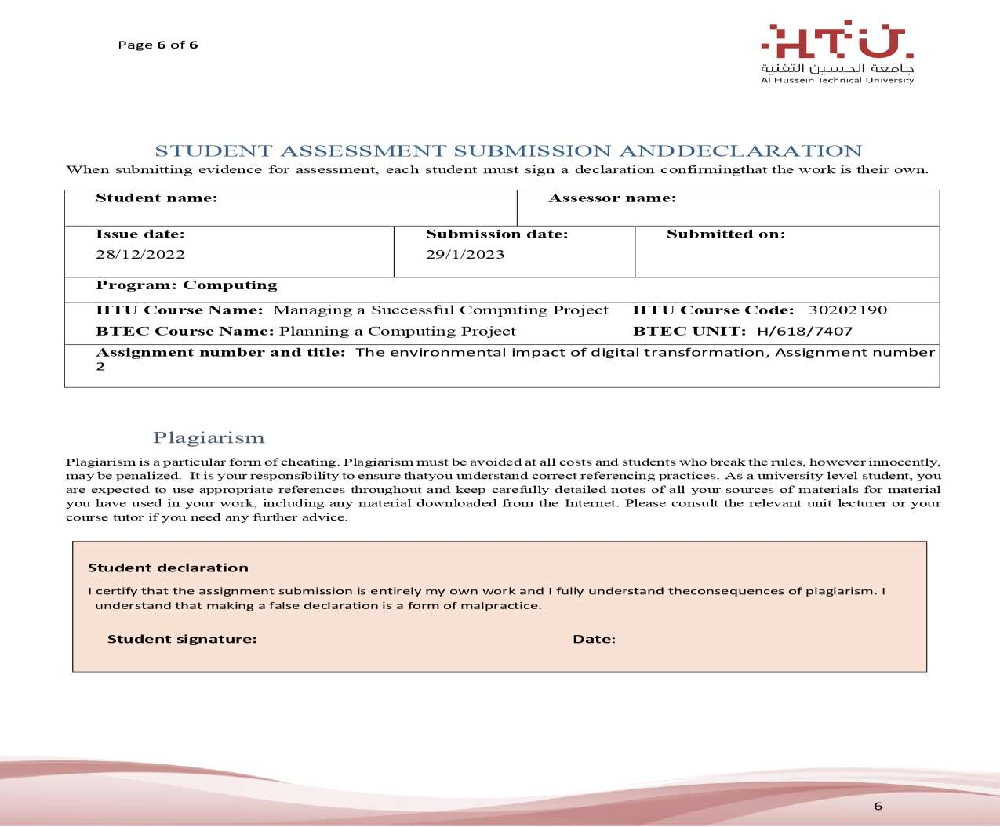 Page 6 of 6
HTU
جامعة الحسين التقنية
Al Hussein Technical University
STUDENT ASSESSMENT SUBMISSION ANDDECLARATION
When submitting evidence for assessment, each student must sign a declaration confirmingthat the work is their own.
Student name: Assessor name:
Issue date: Submission date: Submitted on:
28/12/2022 29/1/2023
Program: Computing
HTU Course Name: Managing a Successful Computing Project HTU Course Code: 30202190
BTEC Course Name: Planning a Computing Project BTEC UNIT: H/618/7407
Assignment number and title: The environmental impact of digital transformation, Assignment number
2
Plagiarism
Plagiarism is a particular form of cheating. Plagiarism must be avoided at all costs and students who break the rules, however innocently,
may be penalized. It is your responsibility to ensure thatyou understand correct referencing practices. As a university level student, you
are expected to use appropriate references throughout and keep carefully detailed notes of all your sources of materials for material
you have used in your work, including any material downloaded from the Internet. Please consult the relevant unit lecturer or your
course tutor if you need any further advice.
Student declaration
I certify that the assignment submission is entirely my own work and I fully understand theconsequences of plagiarism. I
understand that making a false declaration is a form of malpractice.
Student signature: Date:
6